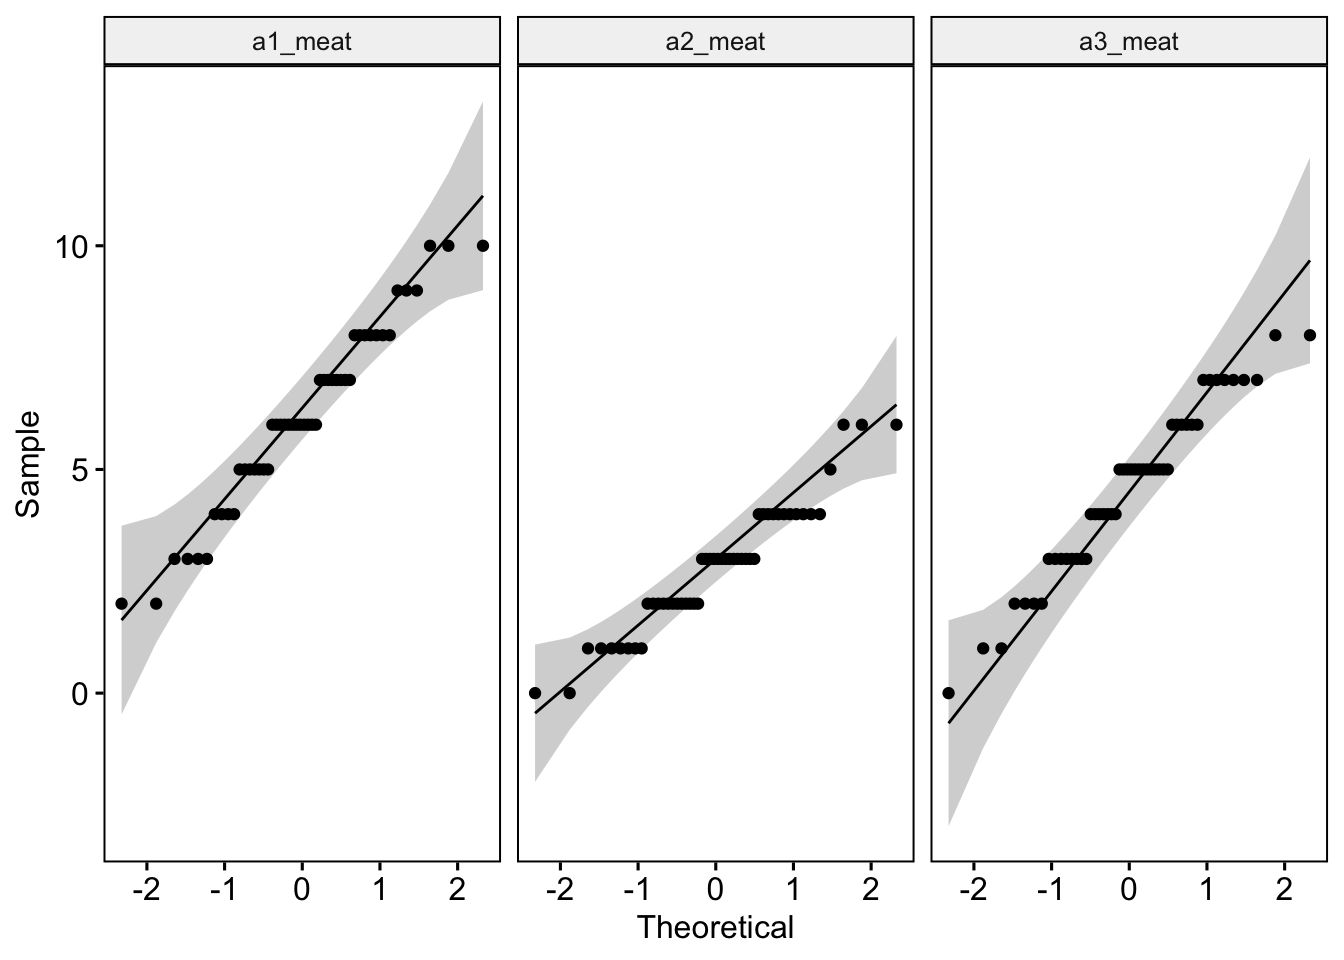 a1_meat a2_meat a3_meat
10
5
0
Sample
-2 -1 0 1 2 -2 -1 0 1 2 -2 -1 0 1 2
Theoretical